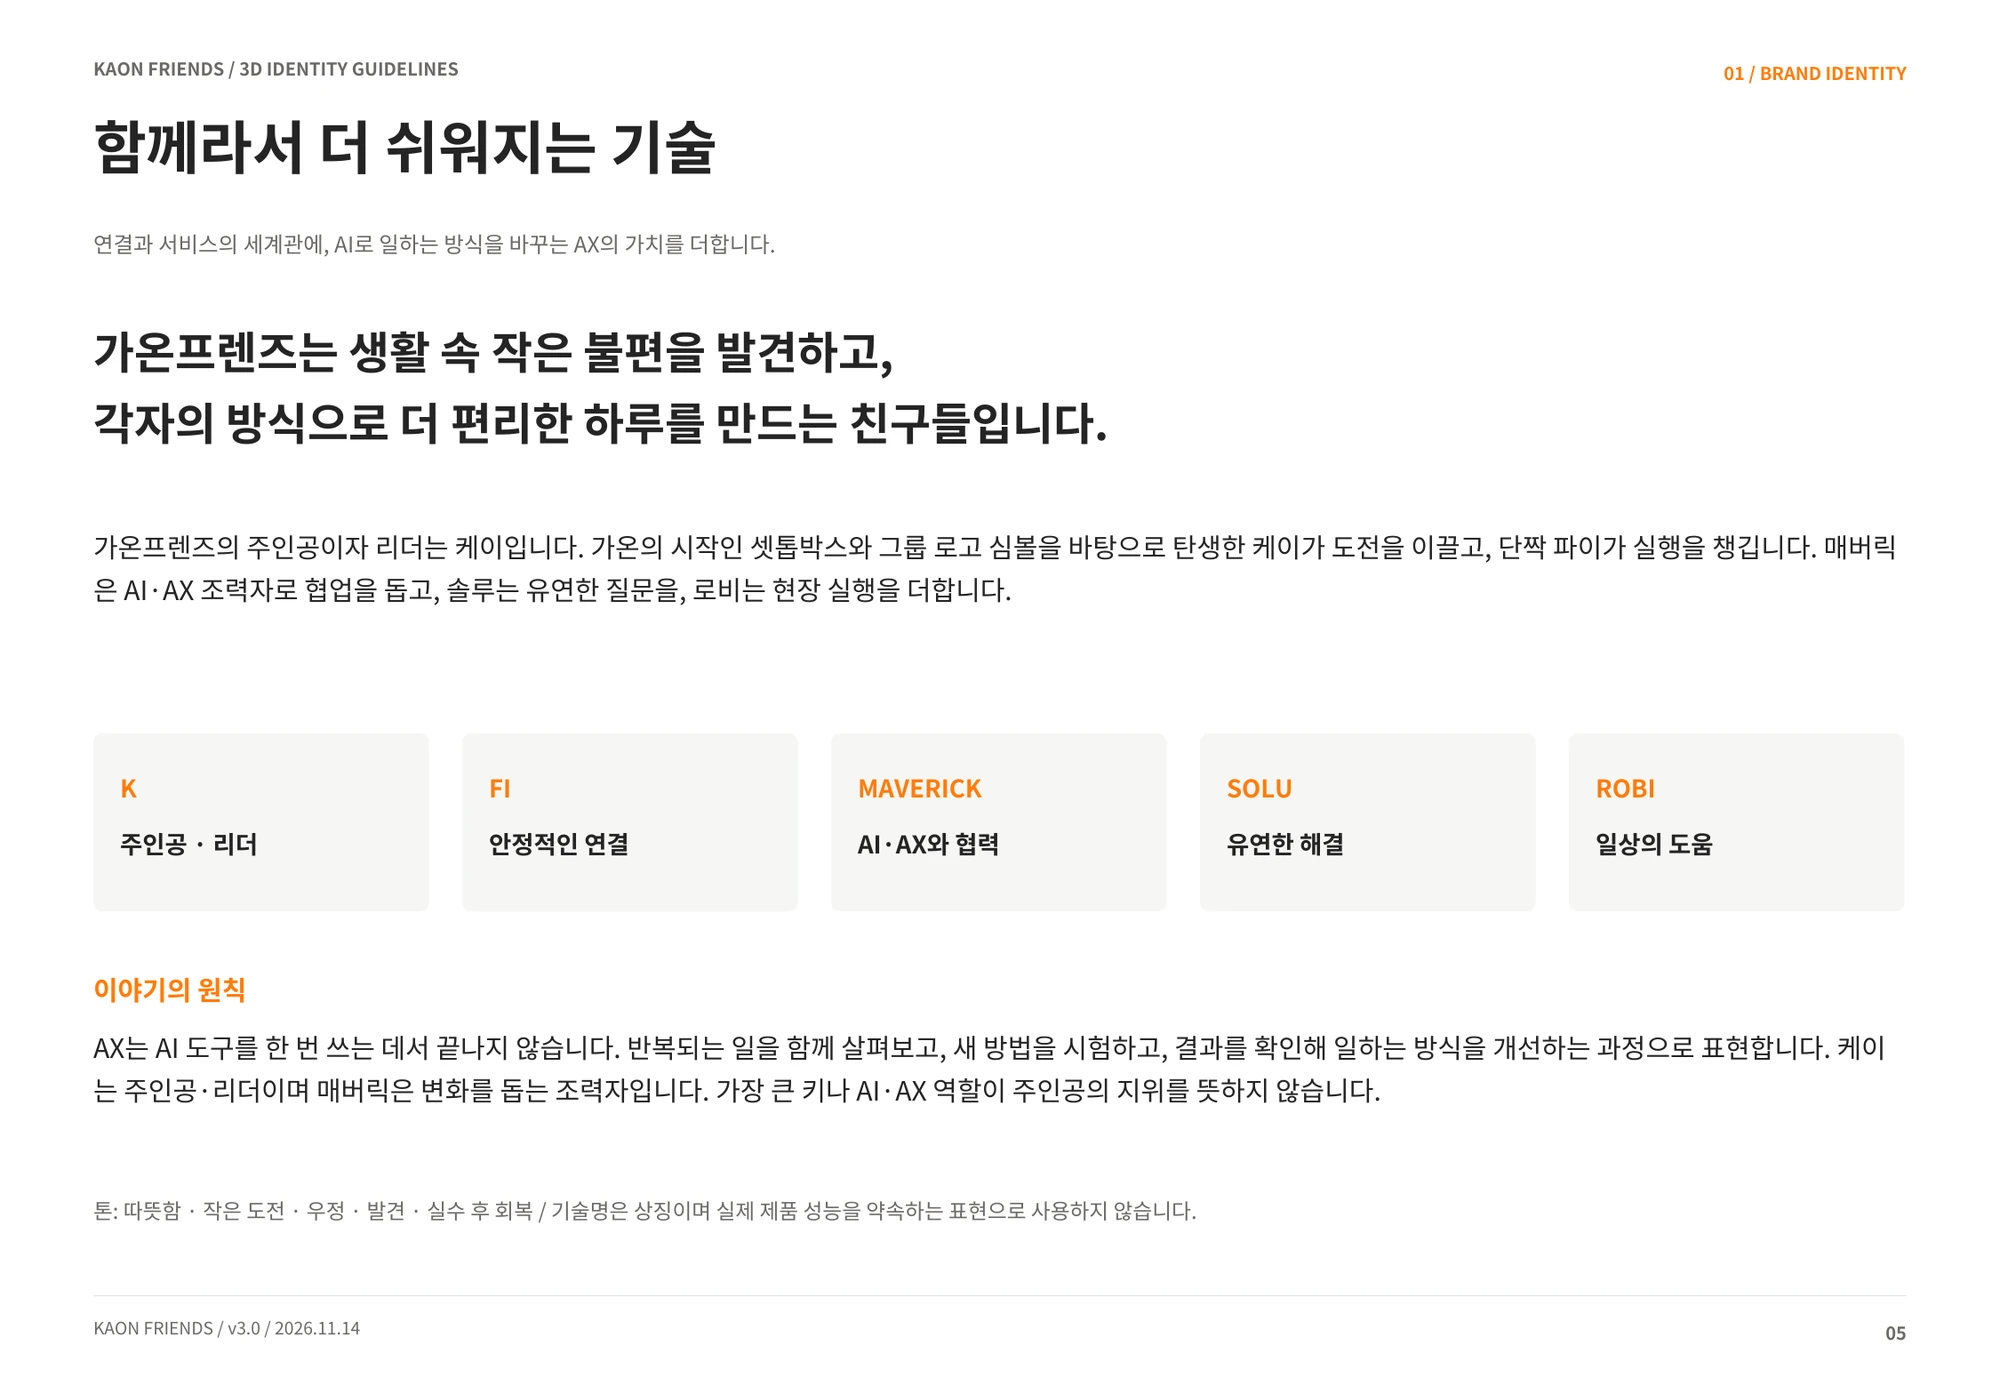 KAON FRIENDS / 3D IDENTITY GUIDELINES
01 / BRAND IDENTITY
함께라서 더 쉬워지는 기술
연결과 서비스의 세계관에, AI로 일하는 방식을 바꾸는 AX의 가치를 더합니다.
가온프렌즈는 생활 속 작은 불편을 발견하고,
각자의 방식으로 더 편리한 하루를 만드는 친구들입니다.
가온프렌즈의 주인공이자 리더는 케이입니다. 가온의 시작인 셋톱박스와 그룹 로고 심볼을 바탕으로 탄생한 케이가 도전을 이끌고, 단짝 파이가 실행을 챙깁니다. 매버릭
은 AI·AX 조력자로 협업을 돕고, 솔루는 유연한 질문을, 로비는 현장 실행을 더합니다.
K
주인공 · 리더
FI
안정적인 연결
MAVERICK
AI·AX와 협력
SOLU
유연한 해결
ROBI
일상의 도움
이야기의 원칙
AX는 AI 도구를 한 번 쓰는 데서 끝나지 않습니다. 반복되는 일을 함께 살펴보고, 새 방법을 시험하고, 결과를 확인해 일하는 방식을 개선하는 과정으로 표현합니다. 케이
는 주인공·리더이며 매버릭은 변화를 돕는 조력자입니다. 가장 큰 키나 AI·AX 역할이 주인공의 지위를 뜻하지 않습니다.
톤: 따뜻함 · 작은 도전 · 우정 · 발견 · 실수 후 회복 / 기술명은 상징이며 실제 제품 성능을 약속하는 표현으로 사용하지 않습니다.
KAON FRIENDS / v3.0 / 2026.11.14
05